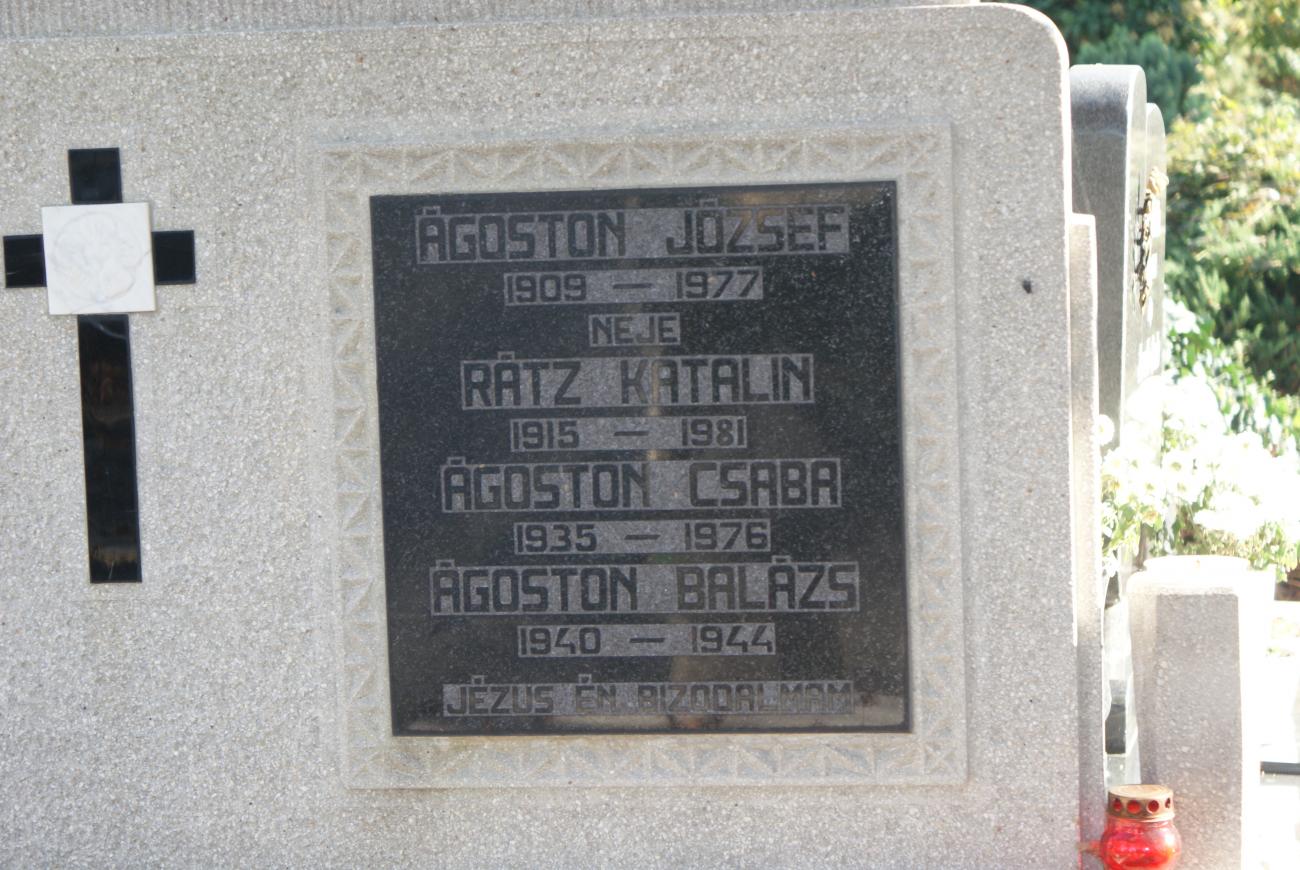 ÁGOSTON JÓZSEF
1909 — 1977
NEJE
RÁTZ KATALIN
1915 — 1981
ÁGOSTON CSABA
1935 — 1976
ÁGOSTON BALÁZS
1940 — 1944
JÉZUS ÉN BIZODALMAM